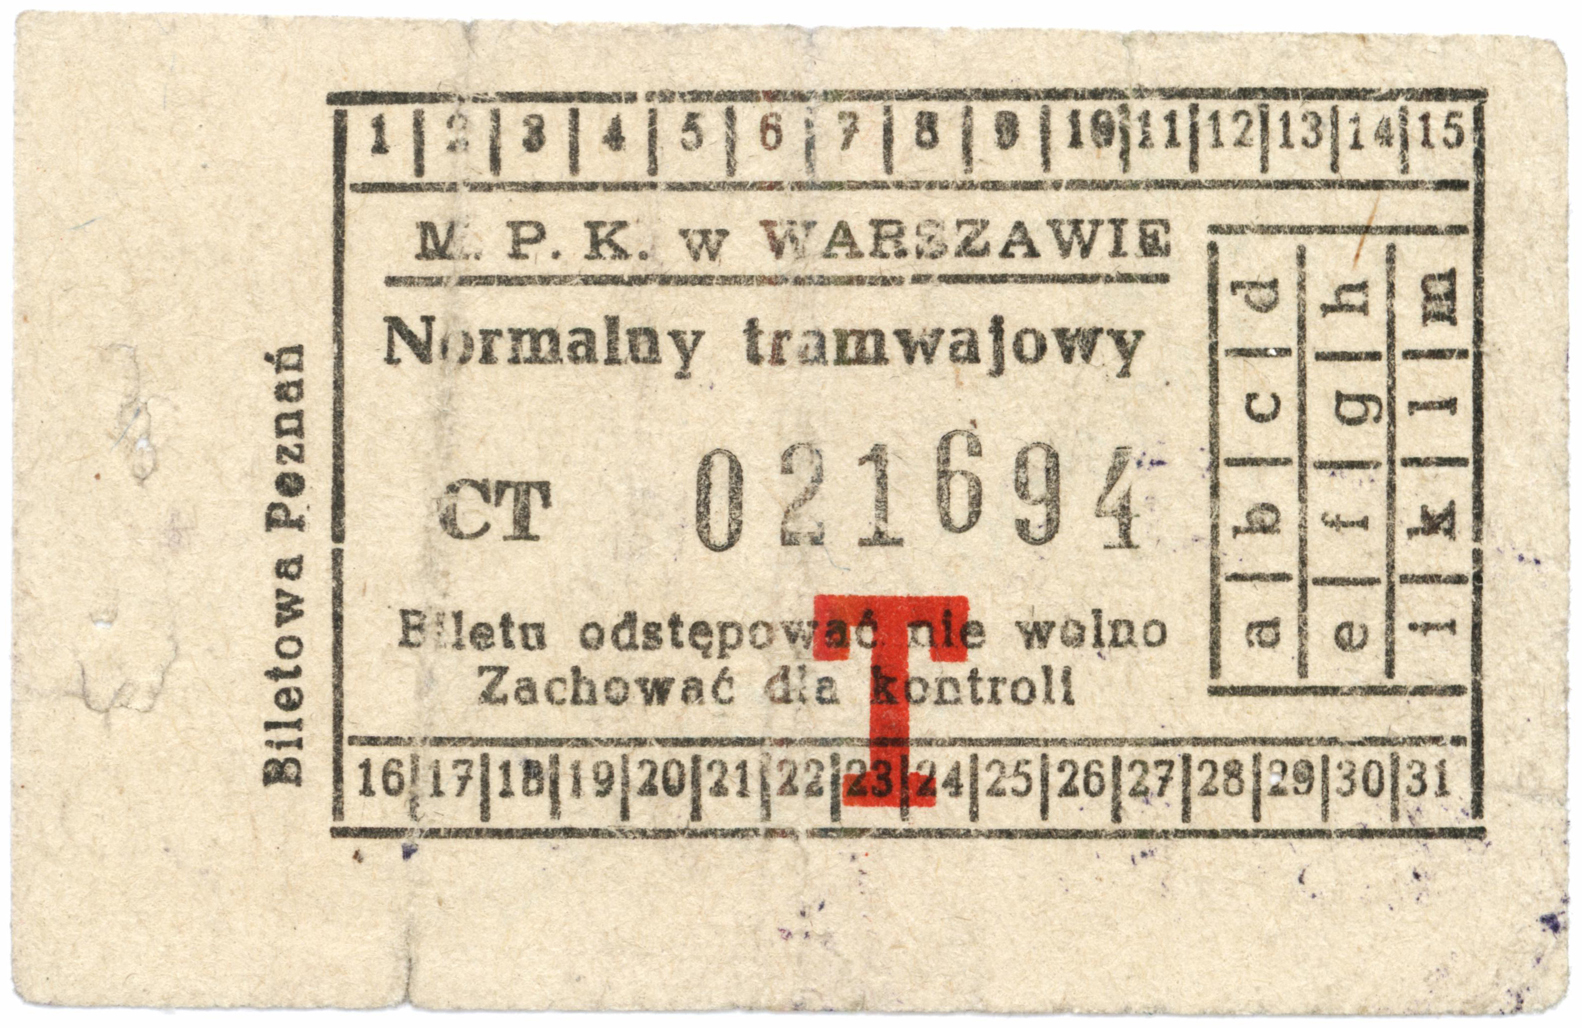 1 2 3 4 5 6 7 8 9 10 11 12 13 14 15
M. P. K. w WARSZAWIE
Normalny tramwajowy
CT 021694
T
Biletu odstępować nie wolno
Zachować dla kontroli
16 17 18 19 20 21 22 23 24 25 26 27 28 29 30 31
a b c d
e f g h
i k l m
Biletowa Poznań